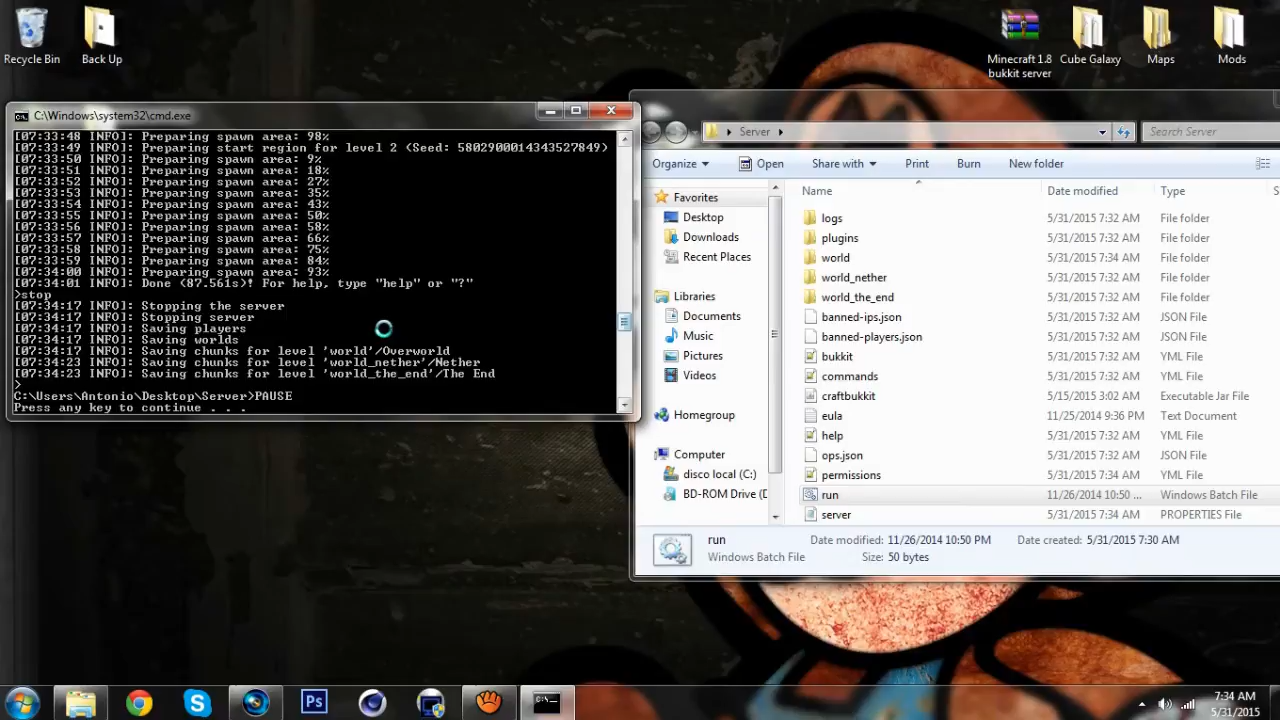 Recycle Bin
Back Up
Minecraft 1.8
bukkit server
Cube Galaxy
Maps
Mods
C:\Windows\system32\cmd.exe
[07:33:48 INFO]: Preparing spawn area: 98%
[07:33:49 INFO]: Preparing start region for level 2 (Seed: 5802900014343527849)
[07:33:50 INFO]: Preparing spawn area: 9%
[07:33:51 INFO]: Preparing spawn area: 18%
[07:33:52 INFO]: Preparing spawn area: 27%
[07:33:53 INFO]: Preparing spawn area: 35%
[07:33:54 INFO]: Preparing spawn area: 43%
[07:33:55 INFO]: Preparing spawn area: 50%
[07:33:56 INFO]: Preparing spawn area: 58%
[07:33:57 INFO]: Preparing spawn area: 66%
[07:33:58 INFO]: Preparing spawn area: 75%
[07:33:59 INFO]: Preparing spawn area: 84%
[07:34:00 INFO]: Preparing spawn area: 93%
[07:34:01 INFO]: Done (87.561s)! For help, type "help" or "?"
>stop
[07:34:17 INFO]: Stopping the server
[07:34:17 INFO]: Stopping server
[07:34:17 INFO]: Saving players
[07:34:17 INFO]: Saving worlds
[07:34:17 INFO]: Saving chunks for level 'world'/Overworld
[07:34:23 INFO]: Saving chunks for level 'world_nether'/Nether
[07:34:23 INFO]: Saving chunks for level 'world_the_end'/The End
>
C:\Users\Antonio\Desktop\Server>PAUSE
Press any key to continue . . .
Server
Search Server
Organize
Open
Share with
Print
Burn
New folder
Favorites
Desktop
Downloads
Recent Places
Libraries
Documents
Music
Pictures
Videos
Homegroup
Computer
disco local (C:)
BD-ROM Drive (D
Name Date modified Type
logs 5/31/2015 7:32 AM File folder
plugins 5/31/2015 7:32 AM File folder
world 5/31/2015 7:32 AM File folder
world_nether 5/31/2015 7:32 AM File folder
world_the_end 5/31/2015 7:32 AM File folder
banned-ips.json 5/31/2015 7:32 AM JSON File
banned-players.json 5/31/2015 7:32 AM JSON File
bukkit 5/31/2015 7:32 AM YML File
commands 5/31/2015 7:32 AM YML File
craftbukkit 5/15/2015 3:02 AM Executable Jar File
eula 11/25/2014 9:36 PM Text Document
help 5/31/2015 7:32 AM YML File
ops.json 5/31/2015 7:32 AM JSON File
permissions 5/31/2015 7:34 AM YML File
run 11/26/2014 10:50 ... Windows Batch File
server 5/31/2015 7:34 AM PROPERTIES File
run Date modified: 11/26/2014 10:50 PM Date created: 5/31/2015 7:30 AM
Windows Batch File Size: 50 bytes
Ps
7:34 AM
5/31/2015